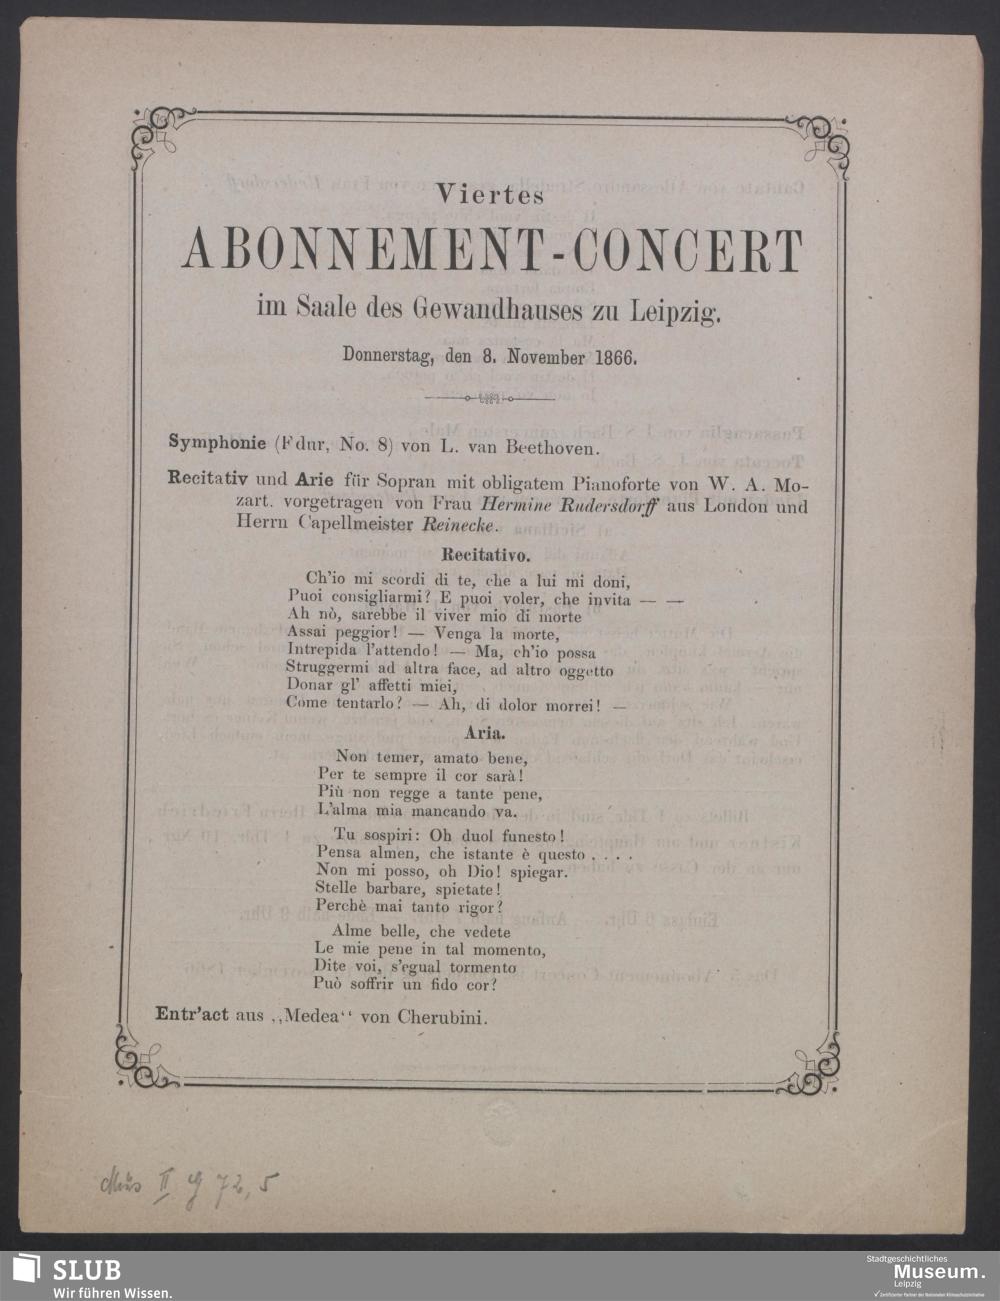 Viertes
ABONNEMENT-CONCERT
im Saale des Gewandhauses zu Leipzig.
Donnerstag, den 8. November 1866.
Symphonie (Fdur, No. 8) von L. van Beethoven.
Recitativ und Arie für Sopran mit obligatem Pianoforte von W. A. Mo-
zart. vorgetragen von Frau Hermine Rudersdorff aus London und
Herrn Capellmeister Reinecke.
Recitativo.
Ch'io mi scordi di te, che a lui mi doni,
Puoi consigliarmi? E puoi voler, che invita — —
Ah nò, sarebbe il viver mio di morte
Assai peggior! — Venga la morte,
Intrepida l'attendo! — Ma, ch'io possa
Struggermi ad altra face, ad altro oggetto
Donar gl' affetti miei,
Come tentarlo? — Ah, di dolor morrei! —
Aria.
Non temer, amato bene,
Per te sempre il cor sarà!
Più non regge a tante pene,
L'alma mia mancando va.
Tu sospiri: Oh duol funesto!
Pensa almen, che istante è questo . . . .
Non mi posso, oh Dio! spiegar.
Stelle barbare, spietate!
Perchè mai tanto rigor?
Alme belle, che vedete
Le mie pene in tal momento,
Dite voi, s'egual tormento
Può soffrir un fido cor?
Entr'act aus ,,Medea‘‘ von Cherubini.
Mus II 72, 5
SLUB
Wir führen Wissen.
Stadtgeschichtliches
Museum.
Leipzig
Zertifizierter Partner der Nationalen Klimaschutzinitiative